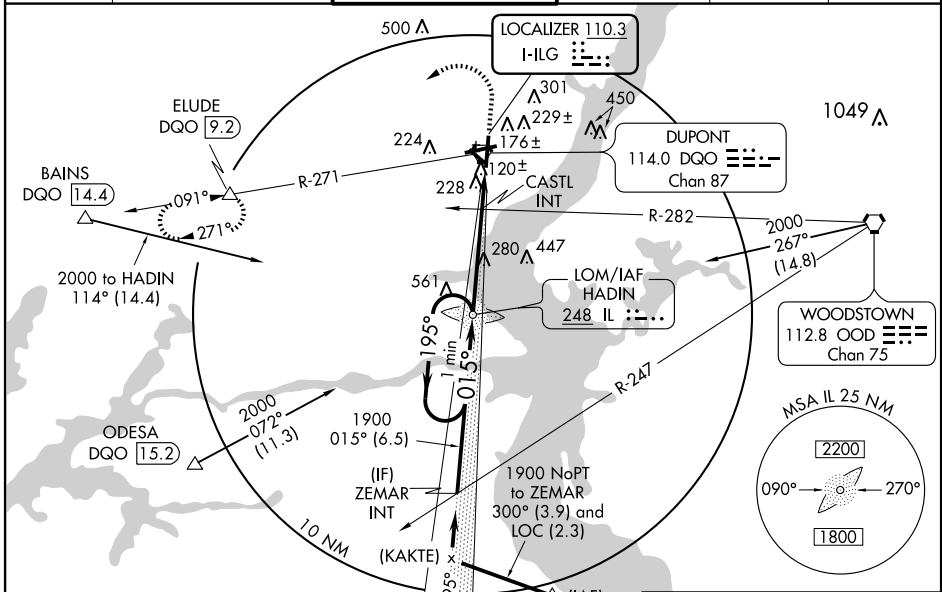 500
LOCALIZER 110.3
I-ILG
301
450
229±
1049
ELUDE
DQO 9.2
224
176±
DUPONT
114.0 DQO
Chan 87
120±
BAINS
DQO 14.4
091°
R-271
228
CASTL
INT
271°
R-282
2000
267°
(14.8)
2000 to HADIN
114° (14.4)
280
447
561
LOM/IAF
HADIN
248 IL
WOODSTOWN
112.8 OOD
Chan 75
195°
1 min
015°
R-247
2000
072°
(11.3)
ODESA
DQO 15.2
1900
015° (6.5)
MSA IL 25 NM
2200
090°
270°
1800
(IF)
ZEMAR
INT
1900 NoPT
to ZEMAR
300° (3.9) and
LOC (2.3)
10 NM
(KAKTE) x